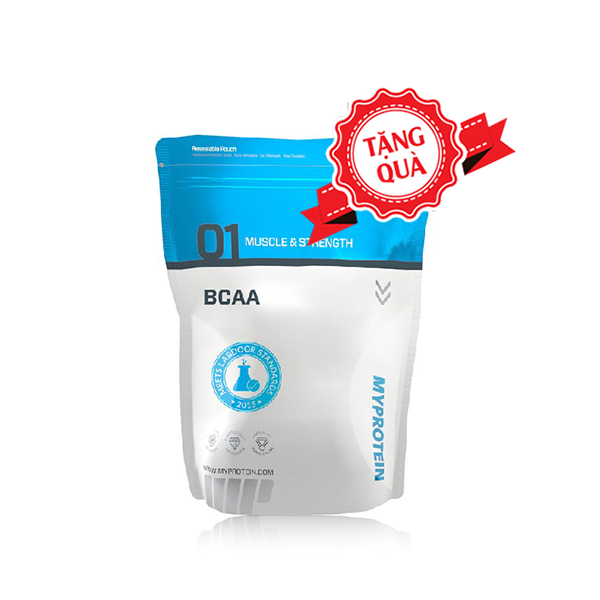 Resealable Pouch
TẶNG
QUÀ
01 MUSCLE & STRENGTH
BCAA
MEETS LABDOOR STANDARDS
2015
MYPROTEIN
WWW.MYPROTEIN.COM